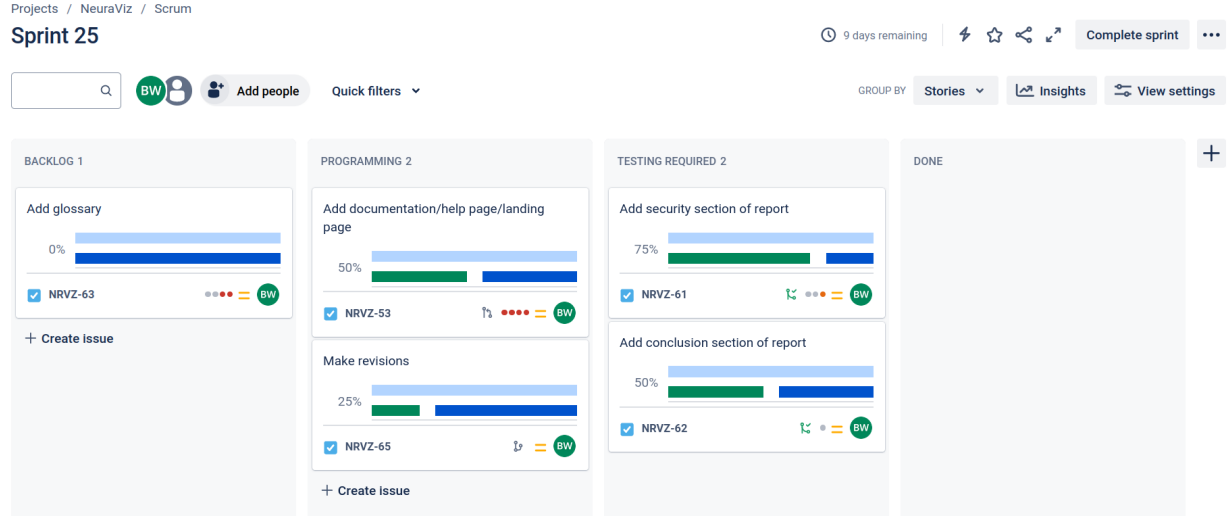 Projects / NeuraViz / Scrum
Sprint 25
9 days remaining
Complete sprint
BW
Add people
Quick filters
GROUP BY
Stories
Insights
View settings
BACKLOG 1
Add glossary
0%
NRVZ-63
BW
+ Create issue
PROGRAMMING 2
Add documentation/help page/landing
page
50%
NRVZ-53
BW
Make revisions
25%
NRVZ-65
BW
+ Create issue
TESTING REQUIRED 2
Add security section of report
75%
NRVZ-61
BW
Add conclusion section of report
50%
NRVZ-62
BW
DONE